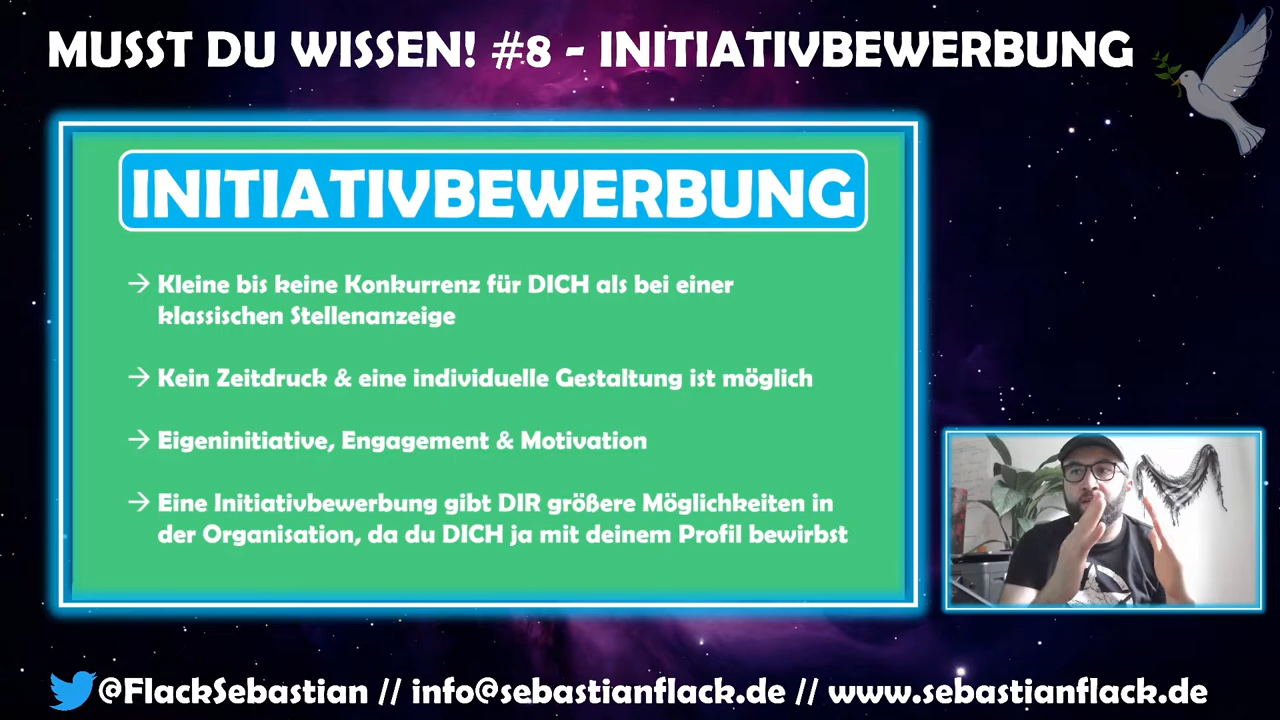 MUSST DU WISSEN! #8 - INITIATIVBEWERBUNG
INITIATIVBEWERBUNG
→ Kleine bis keine Konkurrenz für DICH als bei einer
klassischen Stellenanzeige
→ Kein Zeitdruck & eine individuelle Gestaltung ist möglich
→ Eigeninitiative, Engagement & Motivation
→ Eine Initiativbewerbung gibt DIR größere Möglichkeiten in
der Organisation, da du DICH ja mit deinem Profil bewirbst
@FlackSebastian // info@sebastianflack.de // www.sebastianflack.de